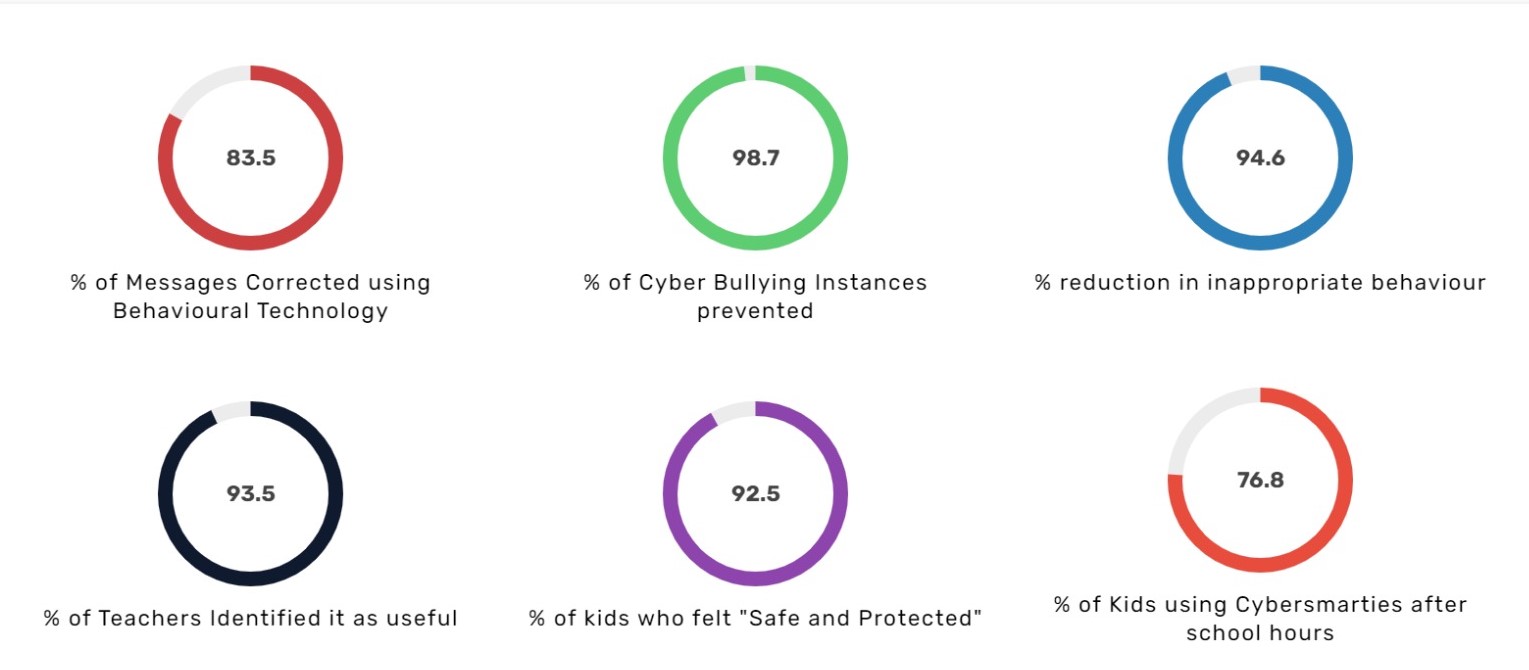 83.5
98.7
94.6
% of Messages Corrected using
Behavioural Technology
% of Cyber Bullying Instances
prevented
% reduction in inappropriate behaviour
93.5
92.5
76.8
% of Teachers Identified it as useful
% of kids who felt "Safe and Protected"
% of Kids using Cybersmarties after
school hours